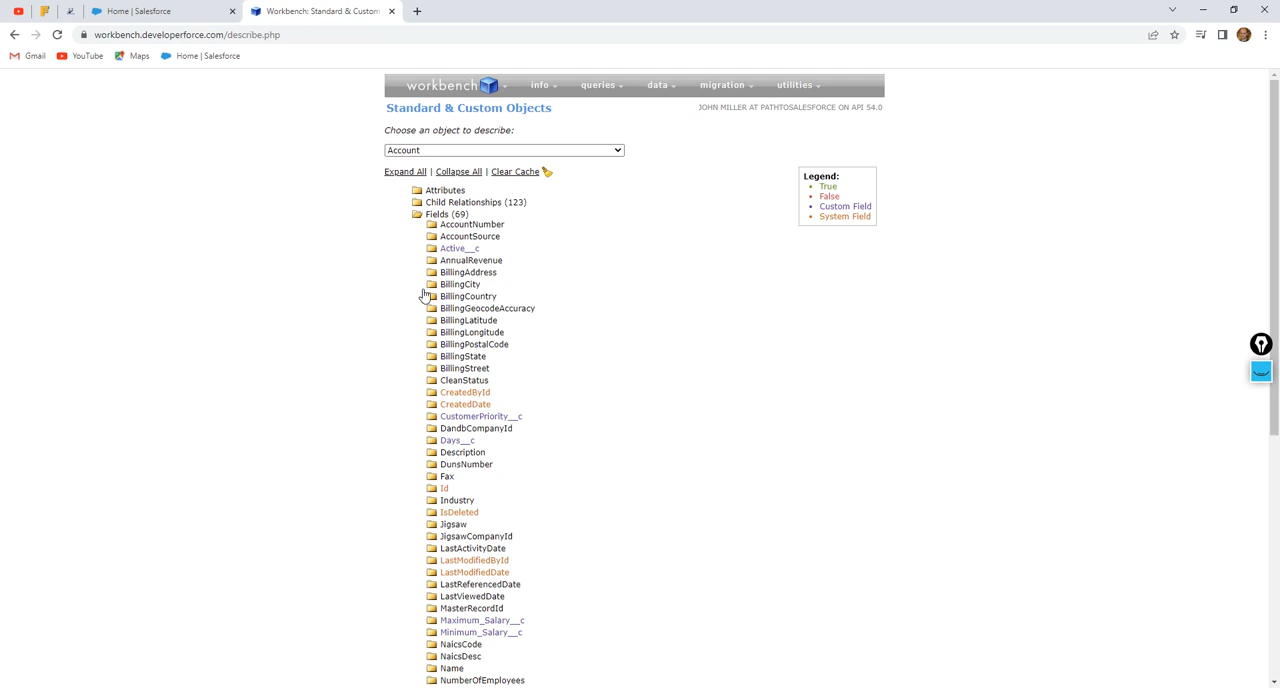 Home | Salesforce
Workbench: Standard & Custom
workbench.developerforce.com/describe.php
Gmail YouTube Maps Home | Salesforce
workbench info queries data migration utilities
Standard & Custom Objects
JOHN MILLER AT PATHTOSALESFORCE ON API 54.0
Choose an object to describe:
Account
Expand All | Collapse All | Clear Cache
Legend:
True
False
Custom Field
System Field
Attributes
Child Relationships (123)
Fields (69)
AccountNumber
AccountSource
Active__c
AnnualRevenue
BillingAddress
BillingCity
BillingCountry
BillingGeocodeAccuracy
BillingLatitude
BillingLongitude
BillingPostalCode
BillingState
BillingStreet
CleanStatus
CreatedById
CreatedDate
CustomerPriority__c
DandbCompanyId
Days__c
Description
DunsNumber
Fax
Id
Industry
IsDeleted
Jigsaw
JigsawCompanyId
LastActivityDate
LastModifiedById
LastModifiedDate
LastReferencedDate
LastViewedDate
MasterRecordId
Maximum_Salary__c
Minimum_Salary__c
NaicsCode
NaicsDesc
Name
NumberOfEmployees